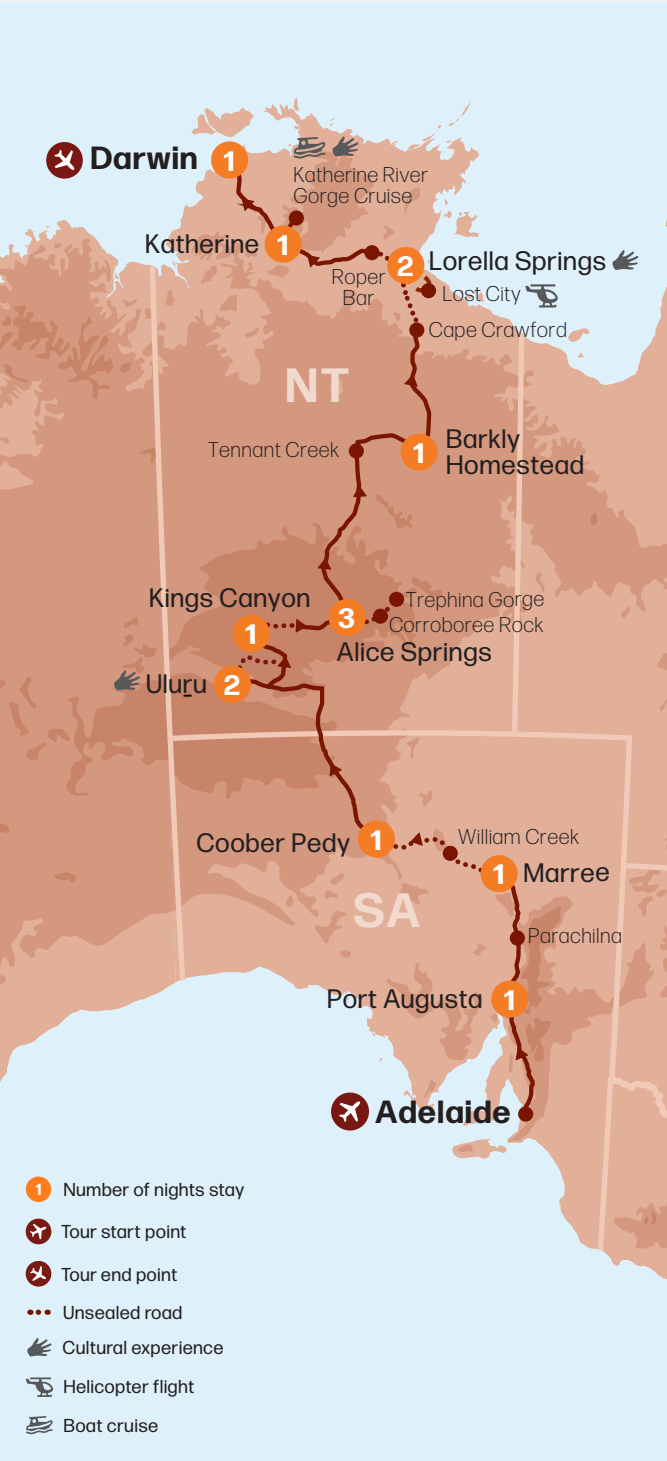 Darwin
1
Katherine River
Gorge Cruise
Katherine
1
Roper
Bar
2
Lorella Springs
Lost City
Cape Crawford
NT
Tennant Creek
1
Barkly
Homestead
Kings Canyon
1
3
Trephina Gorge
Corroboree Rock
Alice Springs
Uluṟu
2
Coober Pedy
1
William Creek
1
Marree
SA
Parachilna
Port Augusta
1
Adelaide
1
Number of nights stay
Tour start point
Tour end point
Unsealed road
Cultural experience
Helicopter flight
Boat cruise